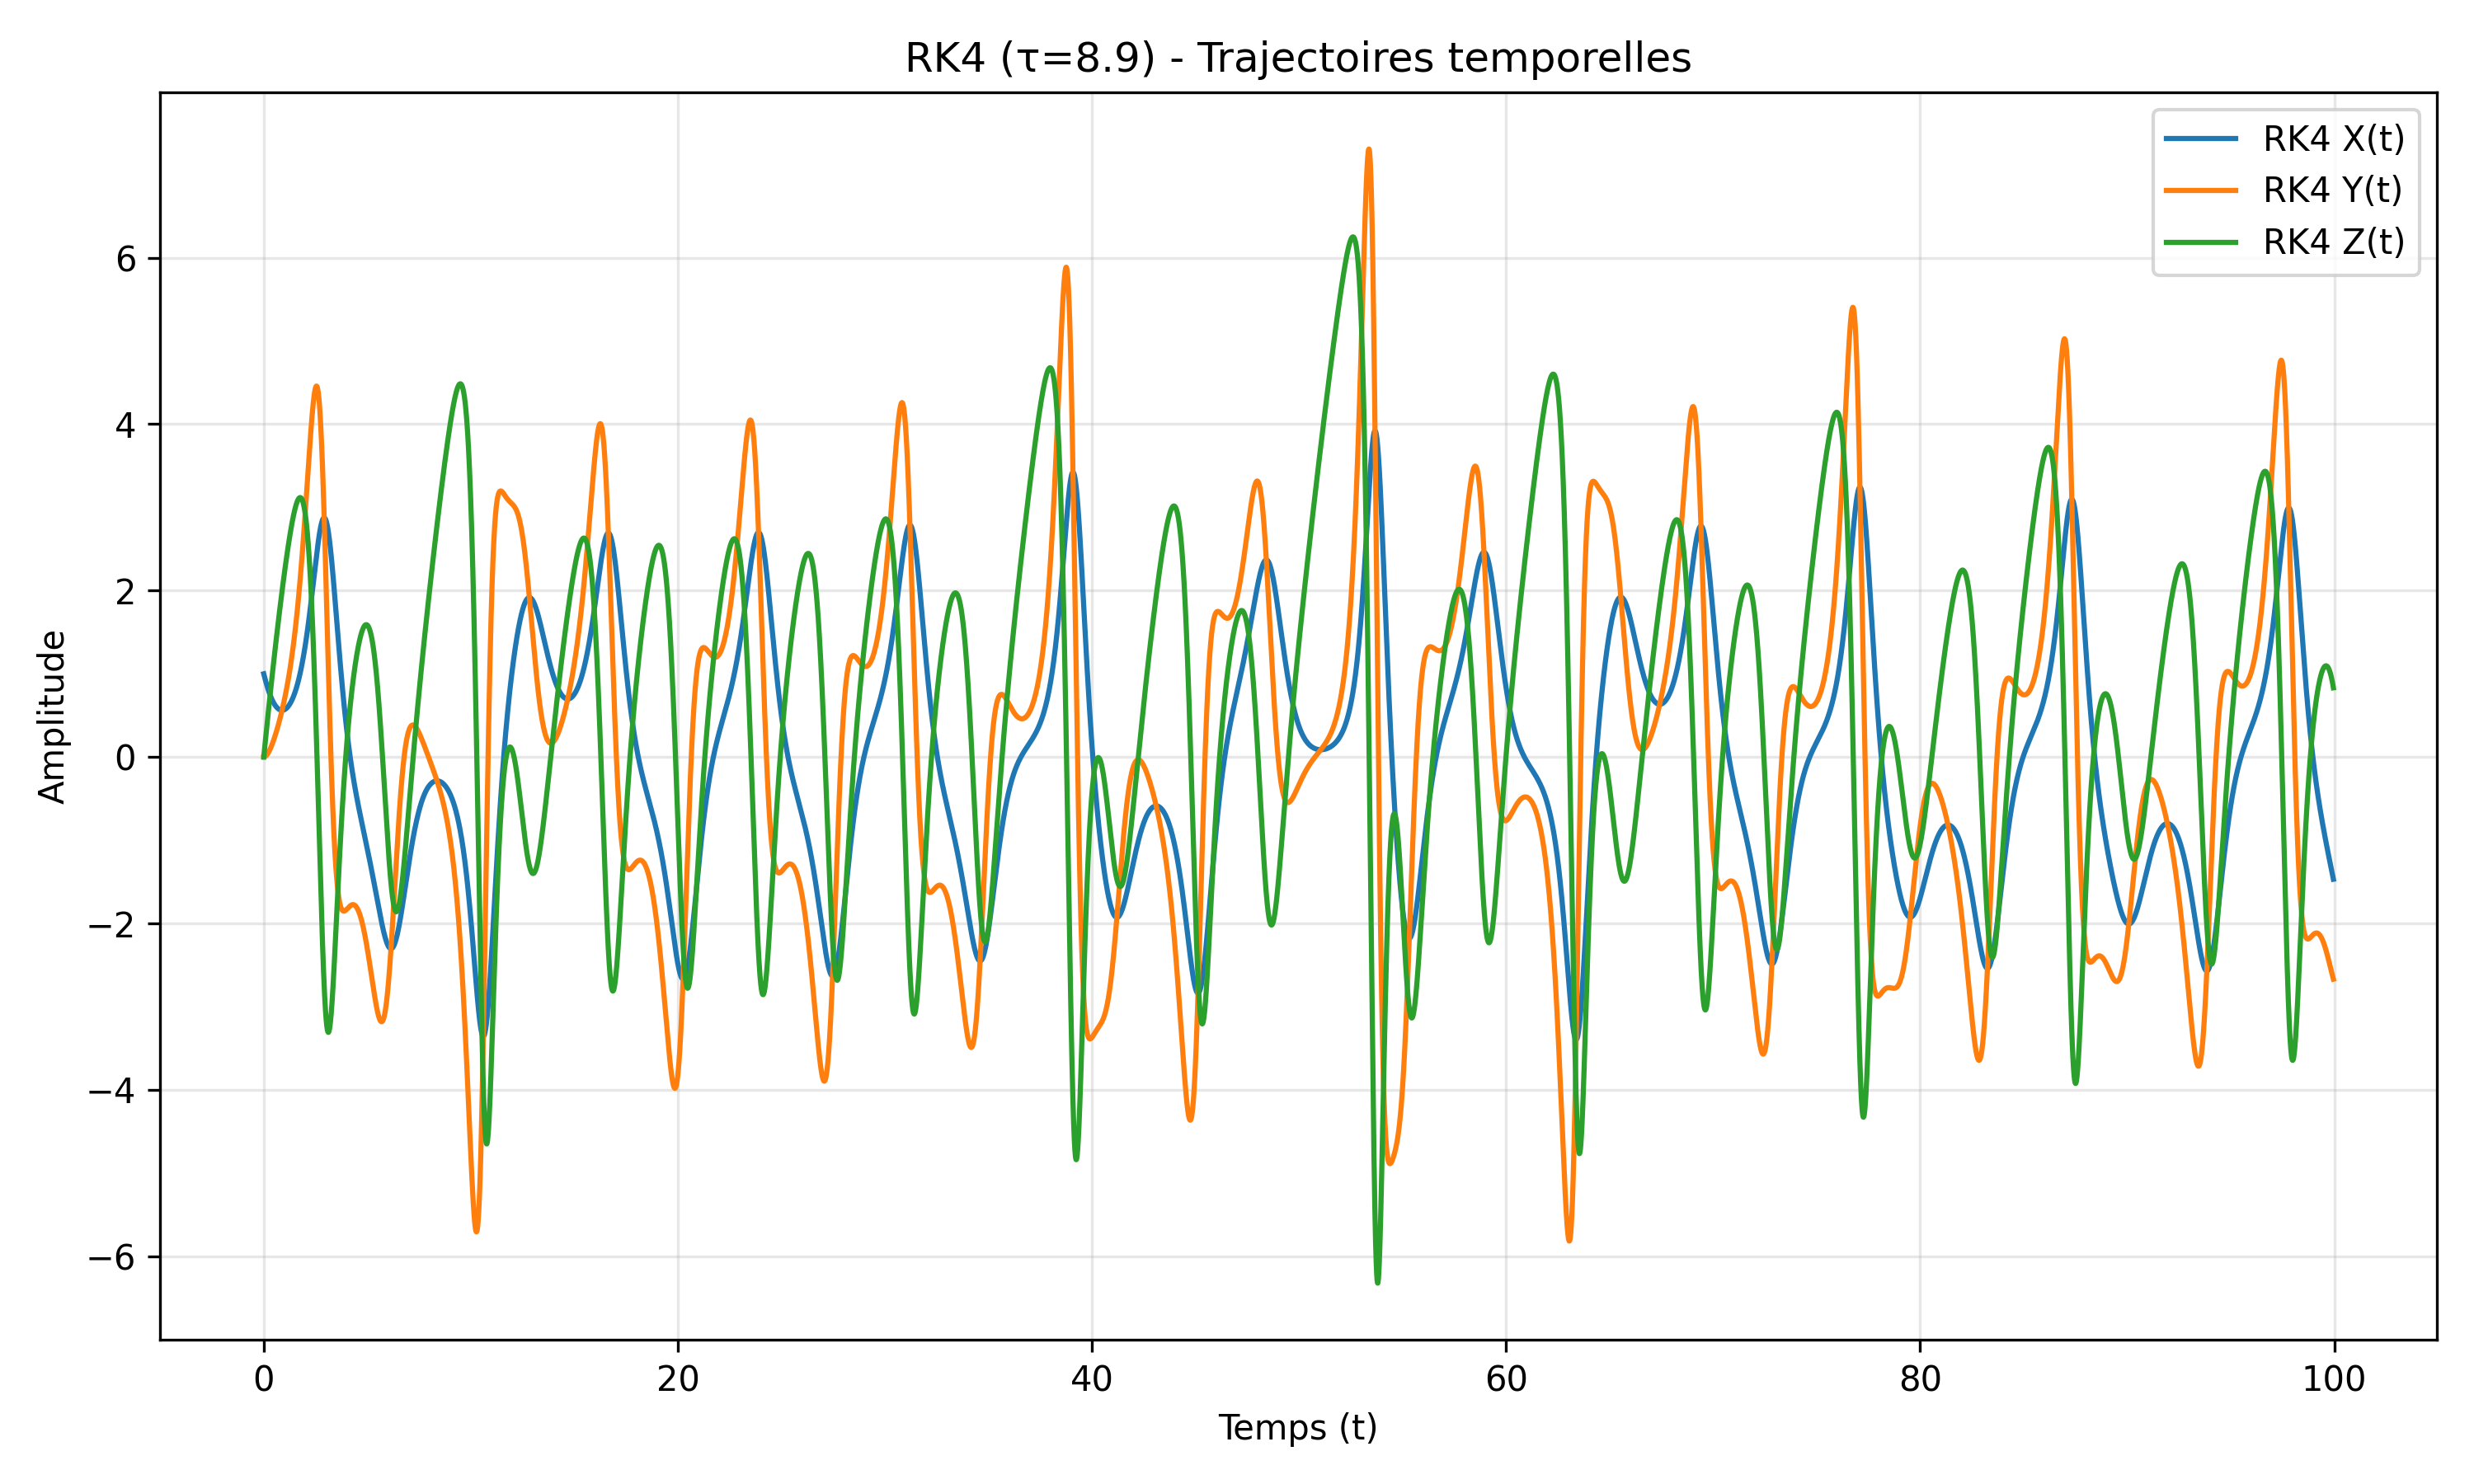 RK4 (τ=8.9) - Trajectoires temporelles
RK4 X(t)
RK4 Y(t)
RK4 Z(t)
Amplitude
6
4
2
0
−2
−4
−6
0 20 40 60 80 100
Temps (t)